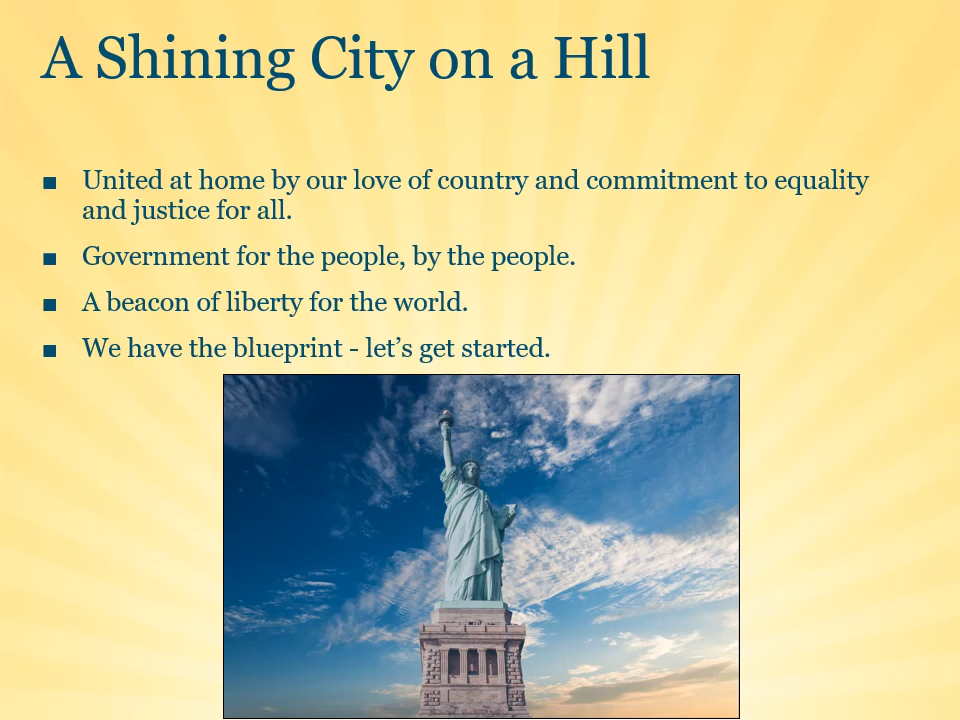 A Shining City on a Hill
■ United at home by our love of country and commitment to equality
and justice for all.
■ Government for the people, by the people.
■ A beacon of liberty for the world.
■ We have the blueprint - let’s get started.